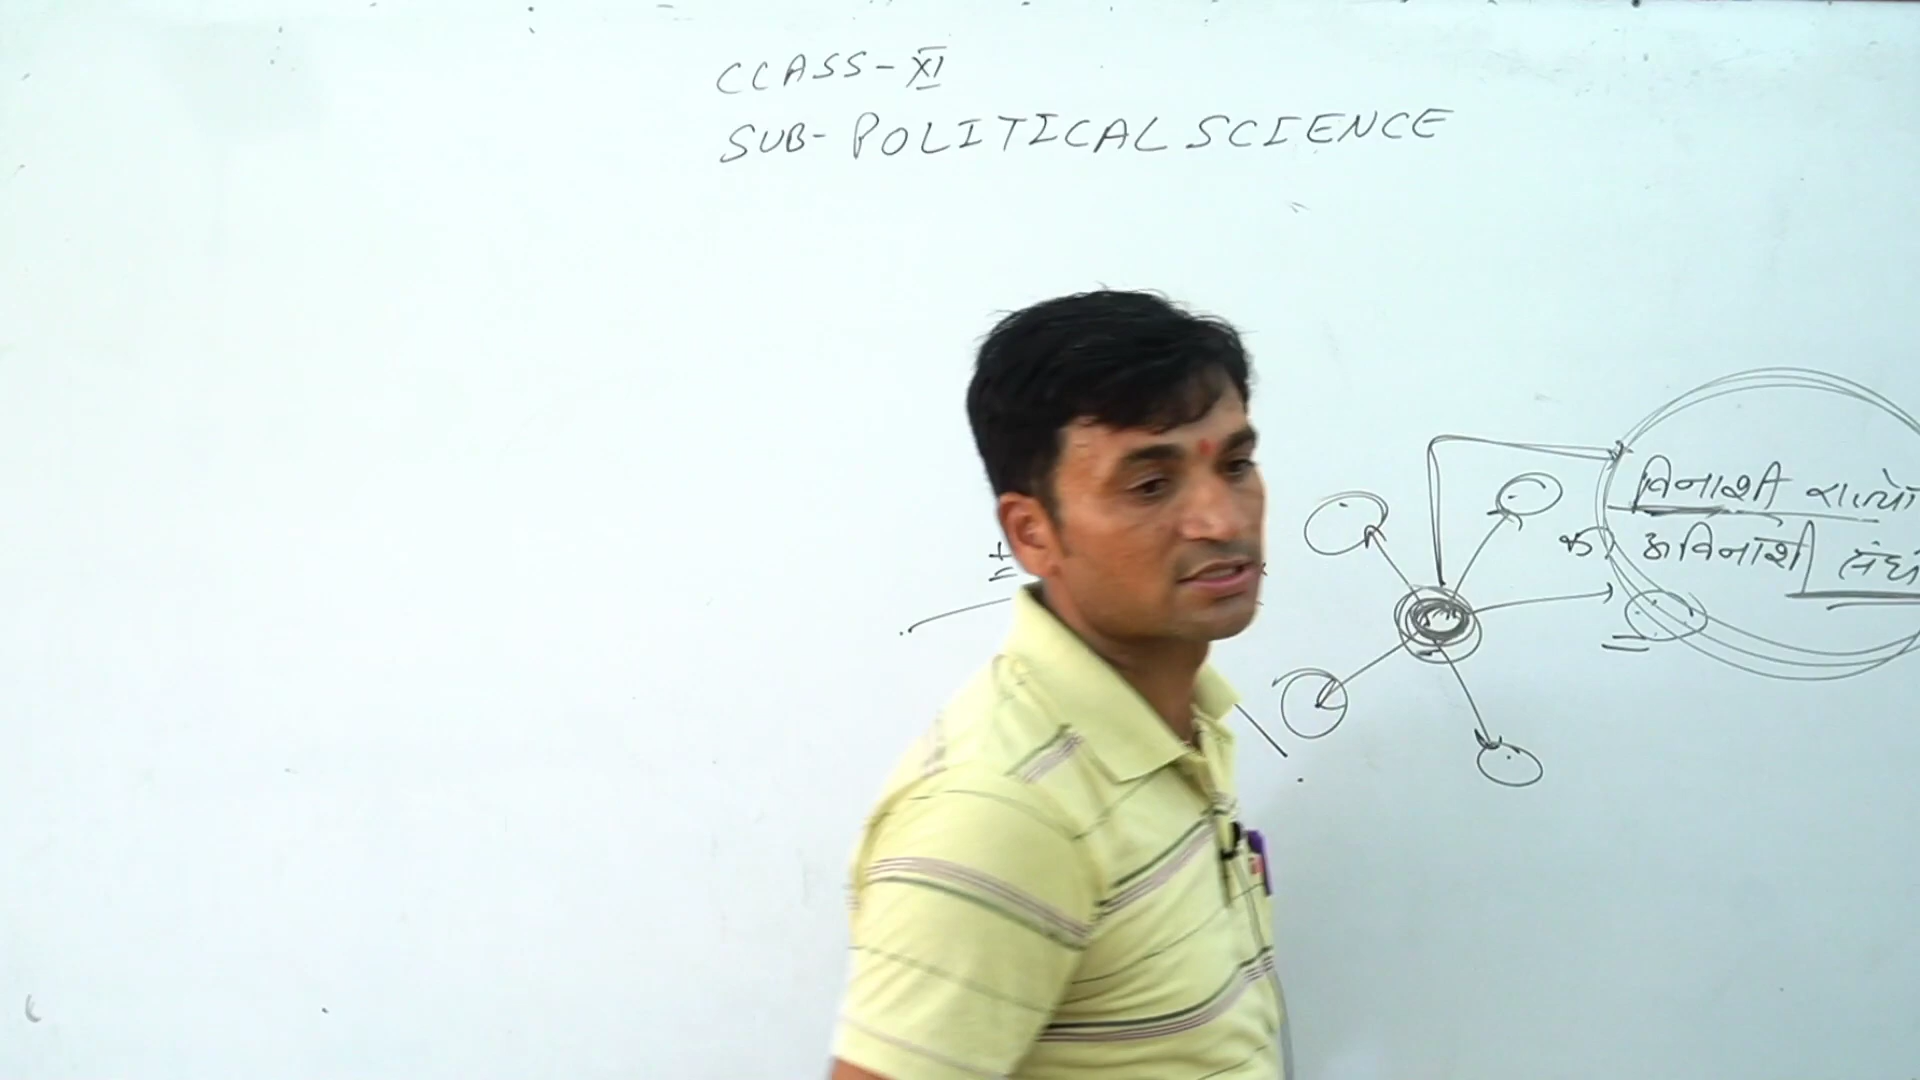 CLASS-XI
SUB-POLITICAL SCIENCE
विनाशी राज्यों
का अविनाशी संघ